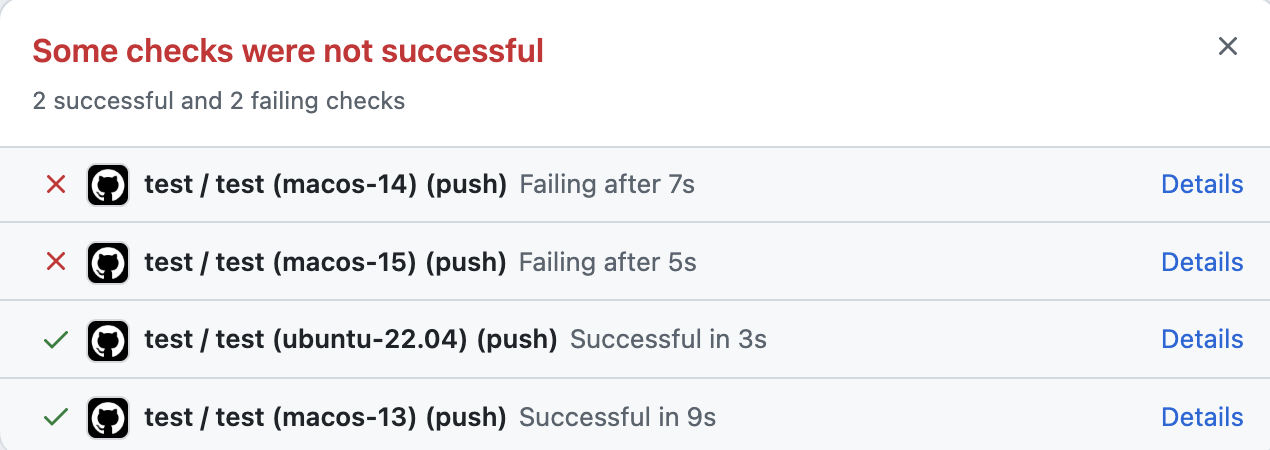 Some checks were not successful
2 successful and 2 failing checks
test / test (macos-14) (push) Failing after 7s Details
test / test (macos-15) (push) Failing after 5s Details
test / test (ubuntu-22.04) (push) Successful in 3s Details
test / test (macos-13) (push) Successful in 9s Details